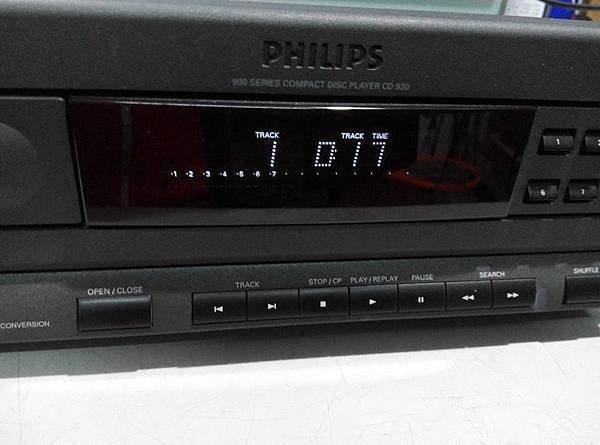 PHILIPS
900 SERIES COMPACT DISC PLAYER CD 920
TRACK TRACK TIME
1 0 17
1 2 3 4 5 6 7
1
6 7
OPEN / CLOSE TRACK STOP / CP PLAY / REPLAY PAUSE SEARCH SHUFFLE
CONVERSION